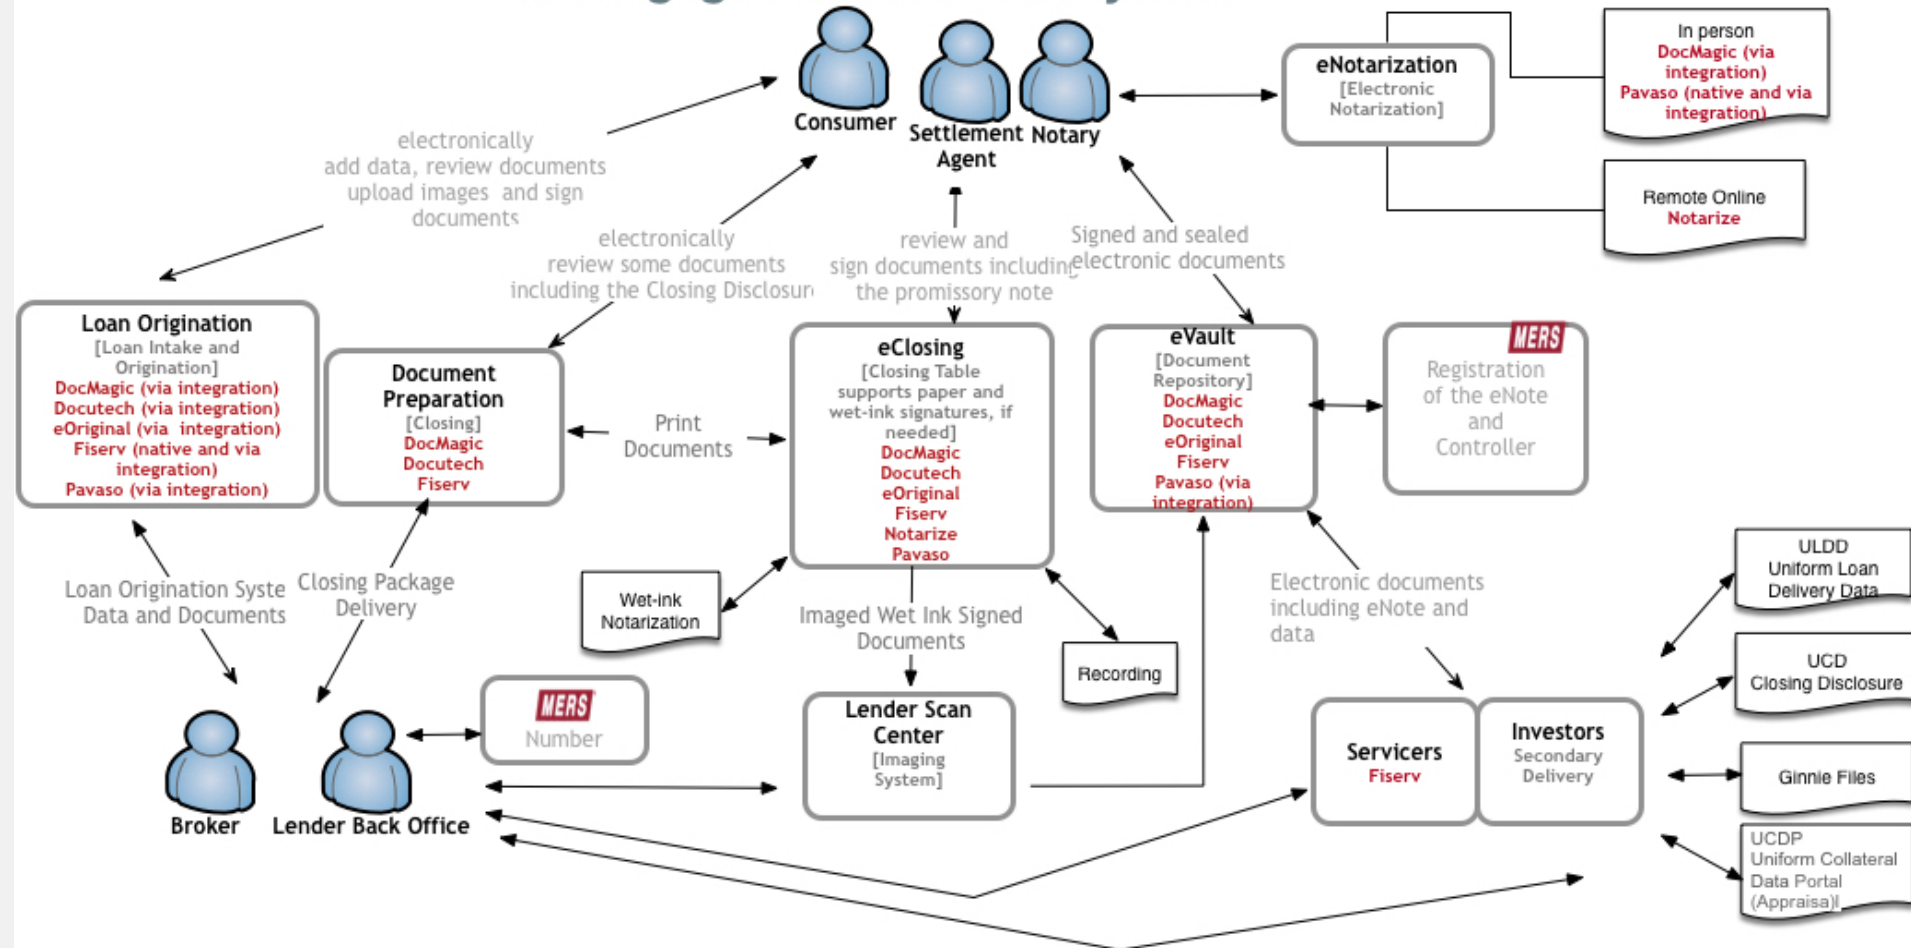 Consumer
Settlement
Agent
Notary
eNotarization
[Electronic
Notarization]
In person
DocMagic (via
integration)
Pavaso (native and via
integration)
Remote Online
Notarize
electronically
add data, review documents
upload images and sign
documents
electronically
review some documents
including the Closing Disclosur
review and
sign documents including
the promissory note
Signed and sealed
electronic documents
Loan Origination
[Loan Intake and
Origination]
DocMagic (via integration)
Docutech (via integration)
eOriginal (via integration)
Fiserv (native and via
integration)
Pavaso (via integration)
Document
Preparation
[Closing]
DocMagic
Docutech
Fiserv
Print
Documents
eClosing
[Closing Table
supports paper and
wet-ink signatures, if
needed]
DocMagic
Docutech
eOriginal
Fiserv
Notarize
Pavaso
eVault
[Document
Repository]
DocMagic
Docutech
eOriginal
Fiserv
Pavaso (via
integration)
MERS
Registration
of the eNote
and
Controller
Loan Origination Syste
Data and Documents
Closing Package
Delivery
Wet-ink
Notarization
Imaged Wet Ink Signed
Documents
Recording
Electronic documents
including eNote and
data
ULDD
Uniform Loan
Delivery Data
UCD
Closing Disclosure
Ginnie Files
UCDP
Uniform Collateral
Data Portal
(Appraisa)l
Broker
Lender Back Office
MERS
Number
Lender Scan
Center
[Imaging
System]
Servicers
Fiserv
Investors
Secondary
Delivery